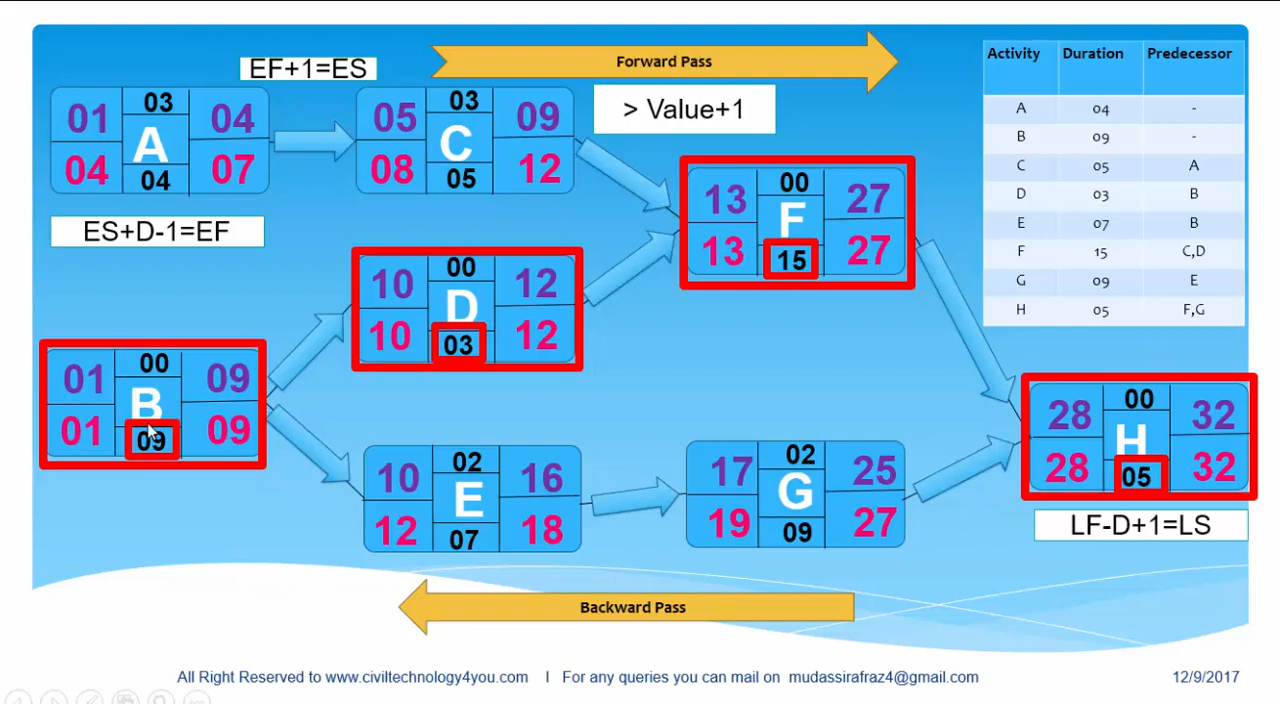 Forward Pass
EF+1=ES
> Value+1
Activity Duration Predecessor
A 04 -
B 09 -
C 05 A
D 03 B
E 07 B
F 15 C,D
G 09 E
H 05 F,G
01 03 04
A
04 04 07
05 03 09
C
08 05 12
ES+D-1=EF
13 00 27
F
13 15 27
10 00 12
D
10 03 12
01 00 09
B
01 09 09
28 00 32
H
28 05 32
10 02 16
E
12 07 18
17 02 25
G
19 09 27
LF-D+1=LS
Backward Pass
All Right Reserved to www.civiltechnology4you.com I For any queries you can mail on mudassirafraz4@gmail.com 12/9/2017